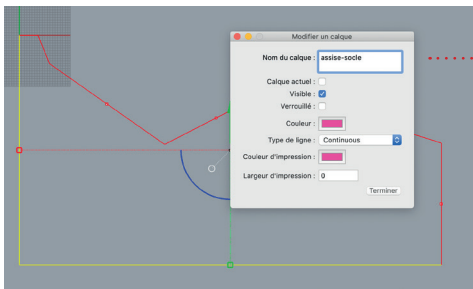 Modifier un calque
Nom du calque : assise-socle
Calque actuel :
Visible :
Verrouillé :
Couleur :
Type de ligne : Continuous
Couleur d'impression :
Largeur d'impression : 0
Terminer